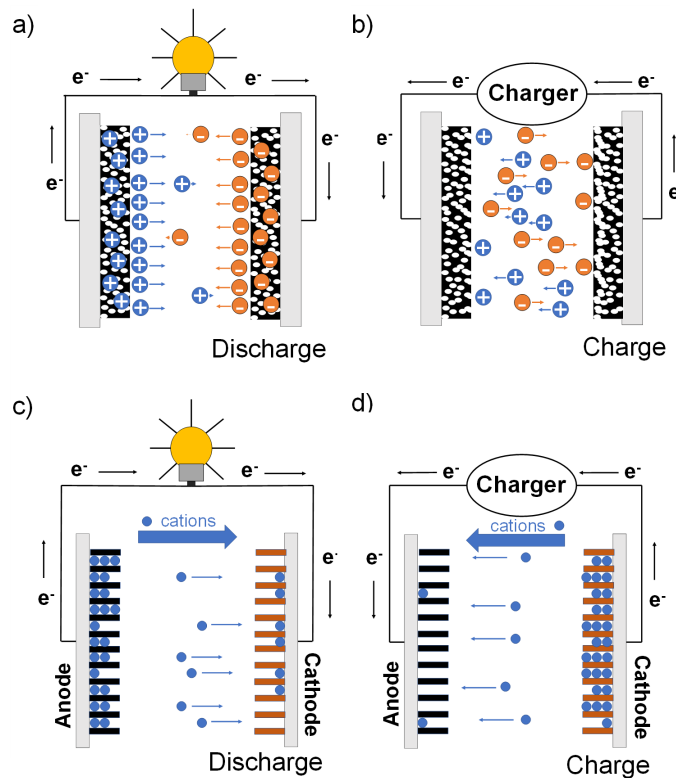 a)
b)
e-
e-
e-
e-
Charger
e-
e-
e-
e
+
-
Discharge
Charge
c)
d)
e-
e-
e-
e-
Charger
cations
cations
e-
e-
e-
e-
Anode
Cathode
Anode
Cathode
Discharge
Charge